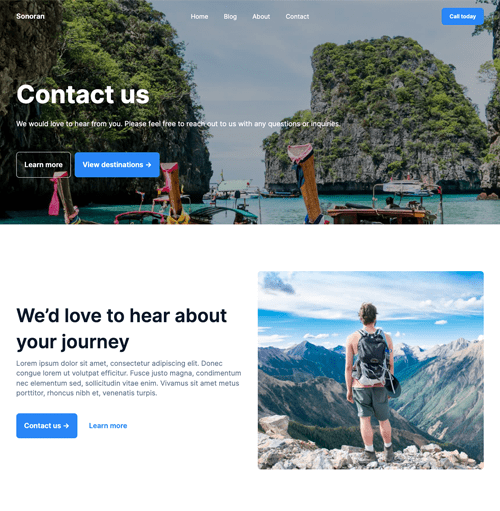 Sonoran
Home Blog About Contact
Call today
Contact us
We would love to hear from you. Please feel free to reach out to us with any questions or inquiries.
Learn more
View destinations →
We’d love to hear about
your journey
Lorem ipsum dolor sit amet, consectetur adipiscing elit. Donec
congue lorem ut volutpat efficitur. Fusce justo magna, condimentum
nec elementum sed, sollicitudin vitae enim. Vivamus sit amet metus
porttitor, rhoncus nibh et, venenatis turpis.
Contact us →
Learn more